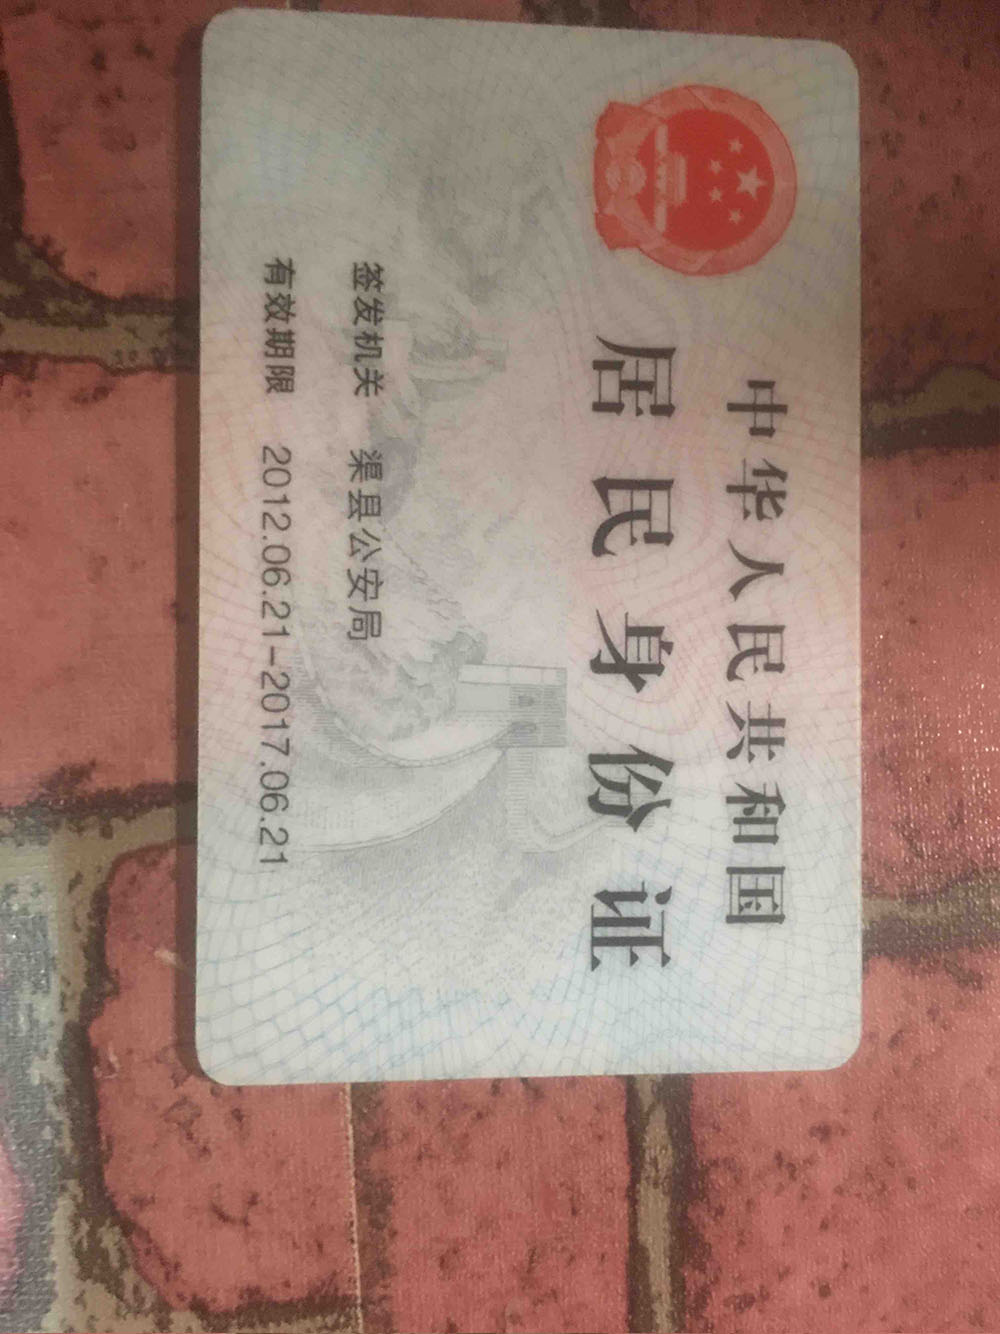 中华人民共和国
居民身份证
签发机关 渠县公安局
有效期限 2012.06.21-2017.06.21